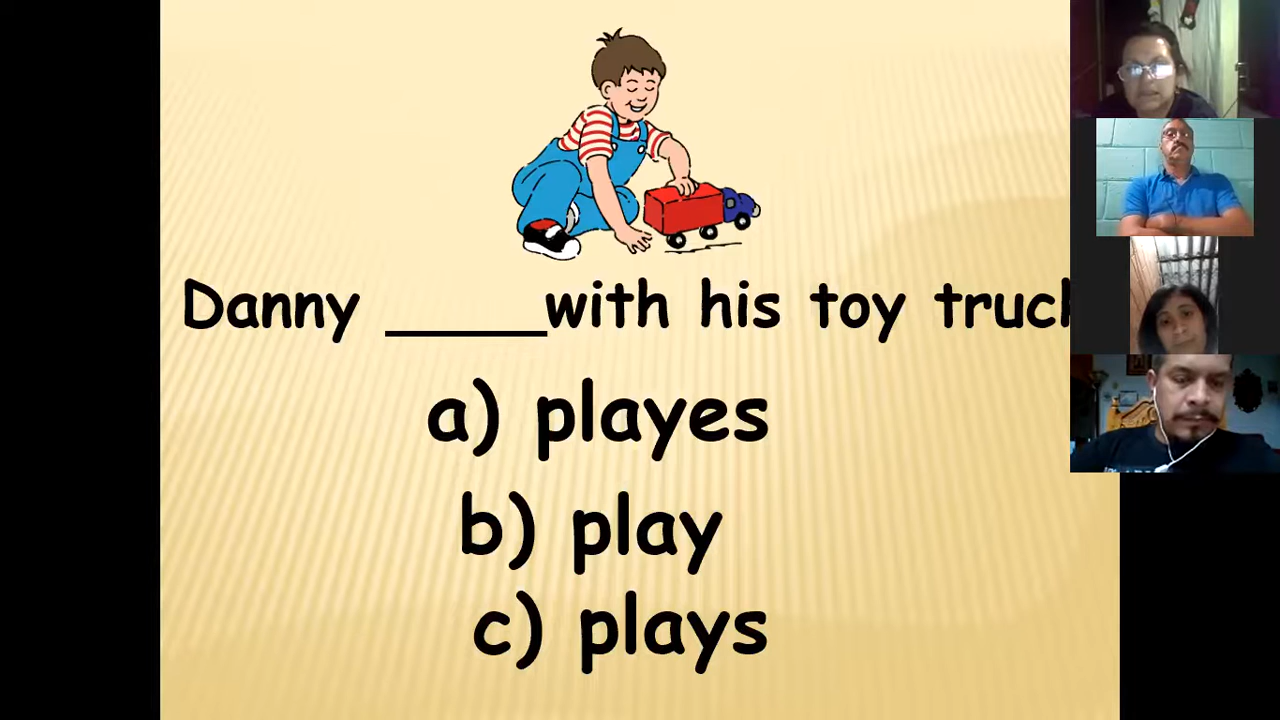 Danny _____with his toy truck
a) playes
b) play
c) plays